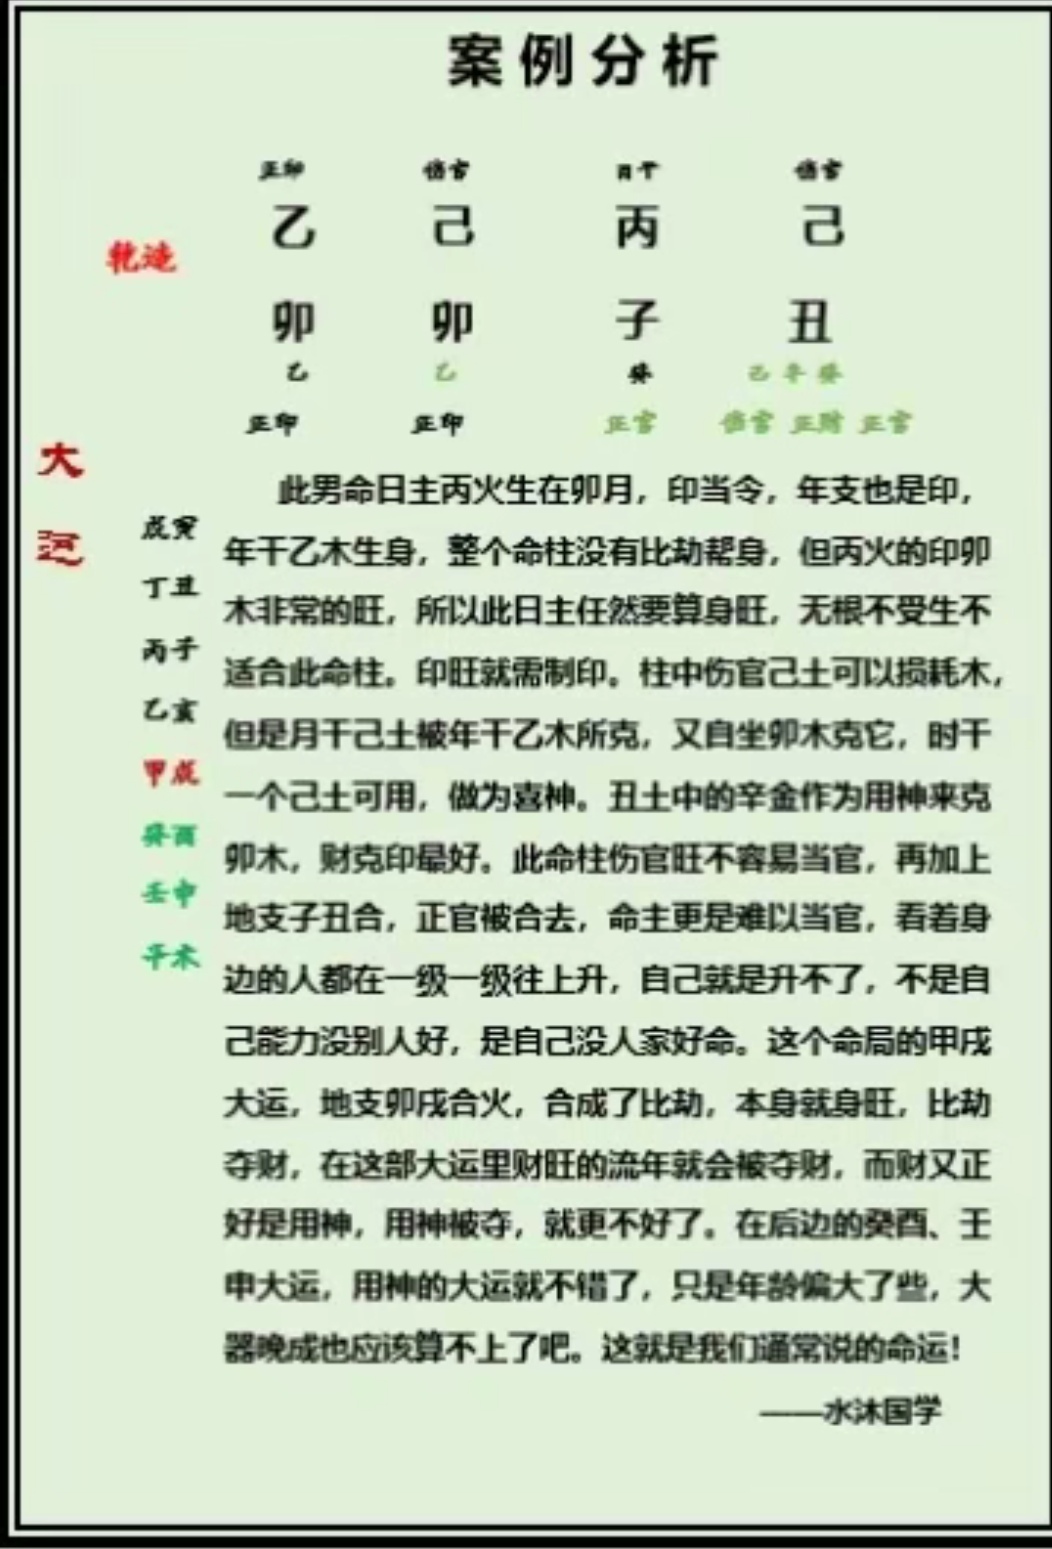 案例分析
正印 伤官 日干 伤官
乙 己 丙 己
乾造
卯 卯 子 丑
乙 乙 癸 己 辛 癸
正印 正印 正官 伤官 正财 正官
大运
戊寅
丁丑
丙子
乙亥
甲戌
癸酉
壬申
辛未
此男命日主丙火生在卯月，印当令，年支也是印，
年干乙木生身，整个命柱没有比劫帮身，但丙火的印卯
木非常的旺，所以此日主任然要算身旺，无根不受生不
适合此命柱。印旺就需制印。柱中伤官己土可以损耗木，
但是月干己土被年干乙木所克，又自坐卯木克它，时干
一个己土可用，做为喜神。丑土中的辛金作为用神来克
卯木，财克印最好。此命柱伤官旺不容易当官，再加上
地支子丑合，正官被合去，命主更是难以当官，看着身
边的人都在一级一级往上升，自己就是升不了，不是自
己能力没别人好，是自己没人家好命。这个命局的甲戌
大运，地支卯戌合火，合成了比劫，本身就身旺，比劫
夺财，在这部大运里财旺的流年就会被夺财，而财又正
好是用神，用神被夺，就更不好了。在后边的癸酉、壬
申大运，用神的大运就不错了，只是年龄偏大了些，大
器晚成也应该算不上了吧。这就是我们通常说的命运！
——水沐国学